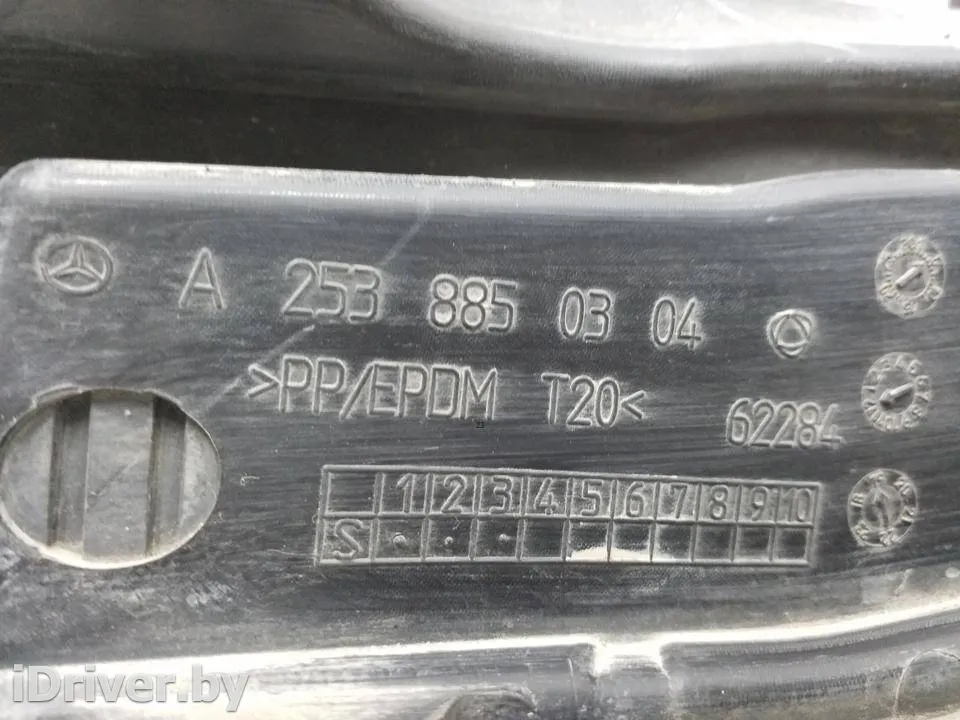 A 253 885 03 04
>PP/EPDM T20< 62284
1 2 3 4 5 6 7 8 9 10
S
iDriver.by